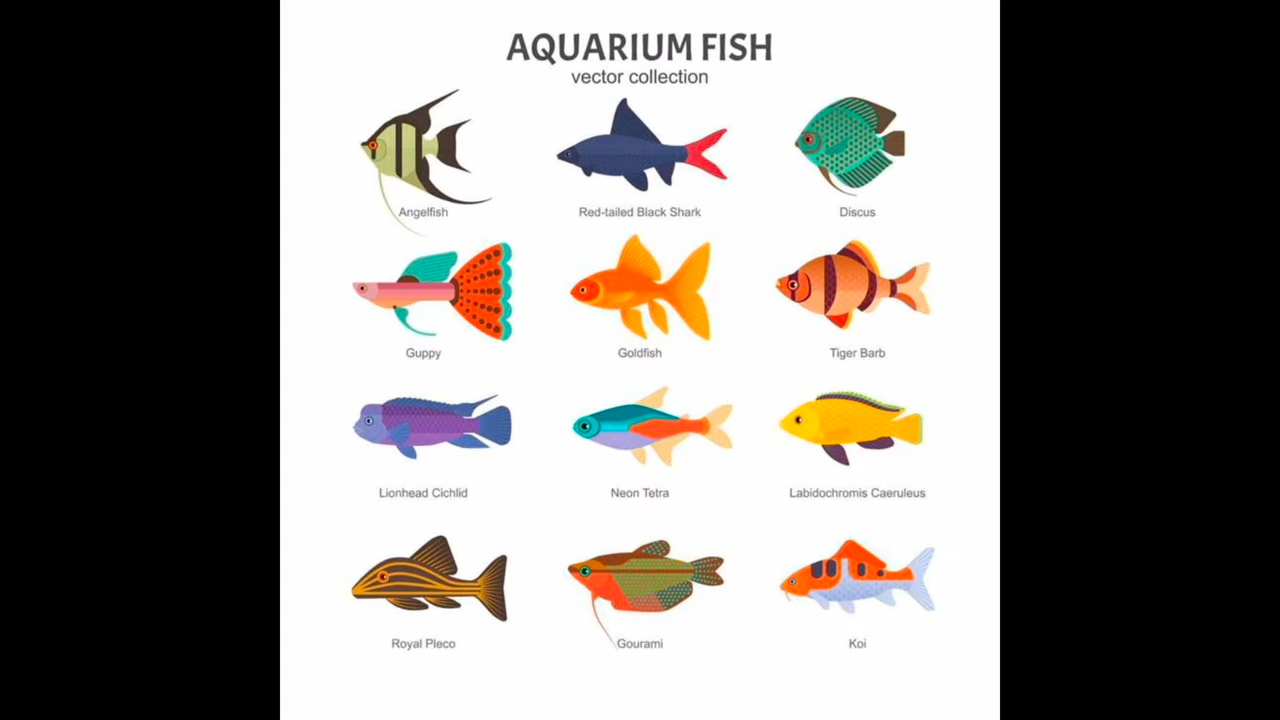 AQUARIUM FISH
vector collection
Angelfish
Red-tailed Black Shark
Discus
Guppy
Goldfish
Tiger Barb
Lionhead Cichlid
Neon Tetra
Labidochromis Caeruleus
Royal Pleco
Gourami
Koi